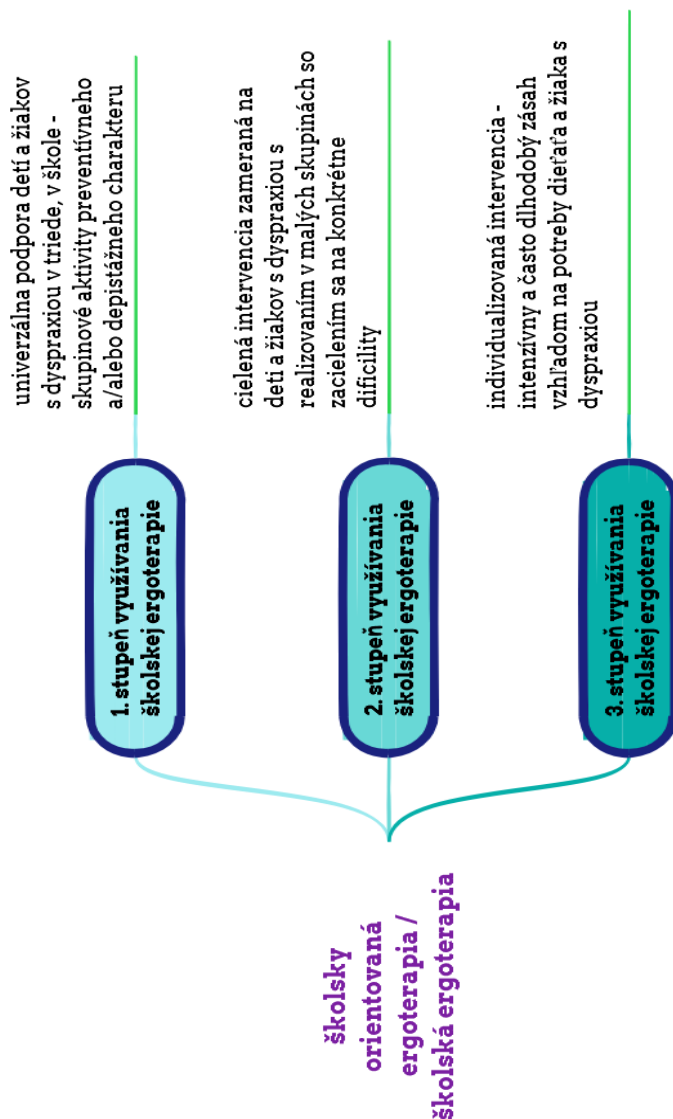 školsky
orientovaná
ergoterapia /
školská ergoterapia
1. stupeň využívania
školskej ergoterapie
univerzálna podpora detí a žiakov
s dyspraxiou v triede, v škole -
skupinové aktivity preventívneho
a/alebo depistážneho charakteru
2. stupeň využívania
školskej ergoterapie
cielená intervencia zameraná na
deti a žiakov s dyspraxiou s
realizovaním v malých skupinách so
zacielením sa na konkrétne
dificility
3. stupeň využívania
školskej ergoterapie
individualizovaná intervencia -
intenzívny a často dlhodobý zásah
vzhľadom na potreby dieťaťa a žiaka s
dyspraxiou